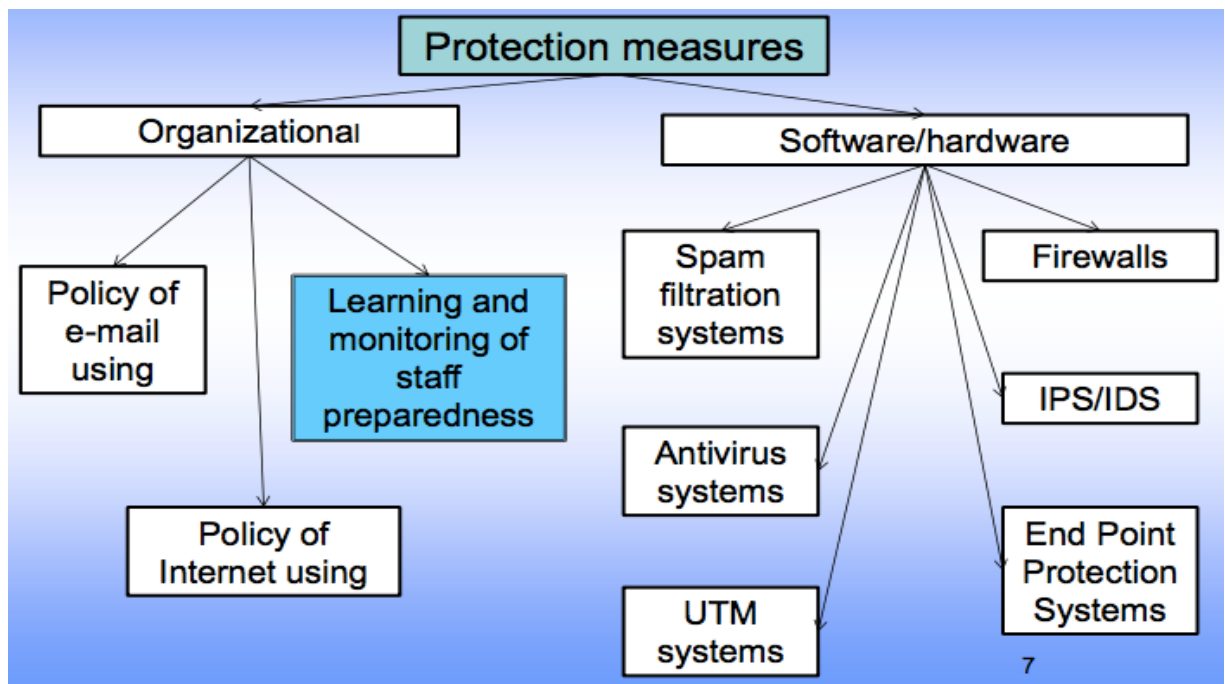 Protection measures
Organizational
Software/hardware
Policy of
e-mail
using
Learning and
monitoring of
staff
preparedness
Policy of
Internet using
Spam
filtration
systems
Firewalls
IPS/IDS
Antivirus
systems
End Point
Protection
Systems
UTM
systems
7